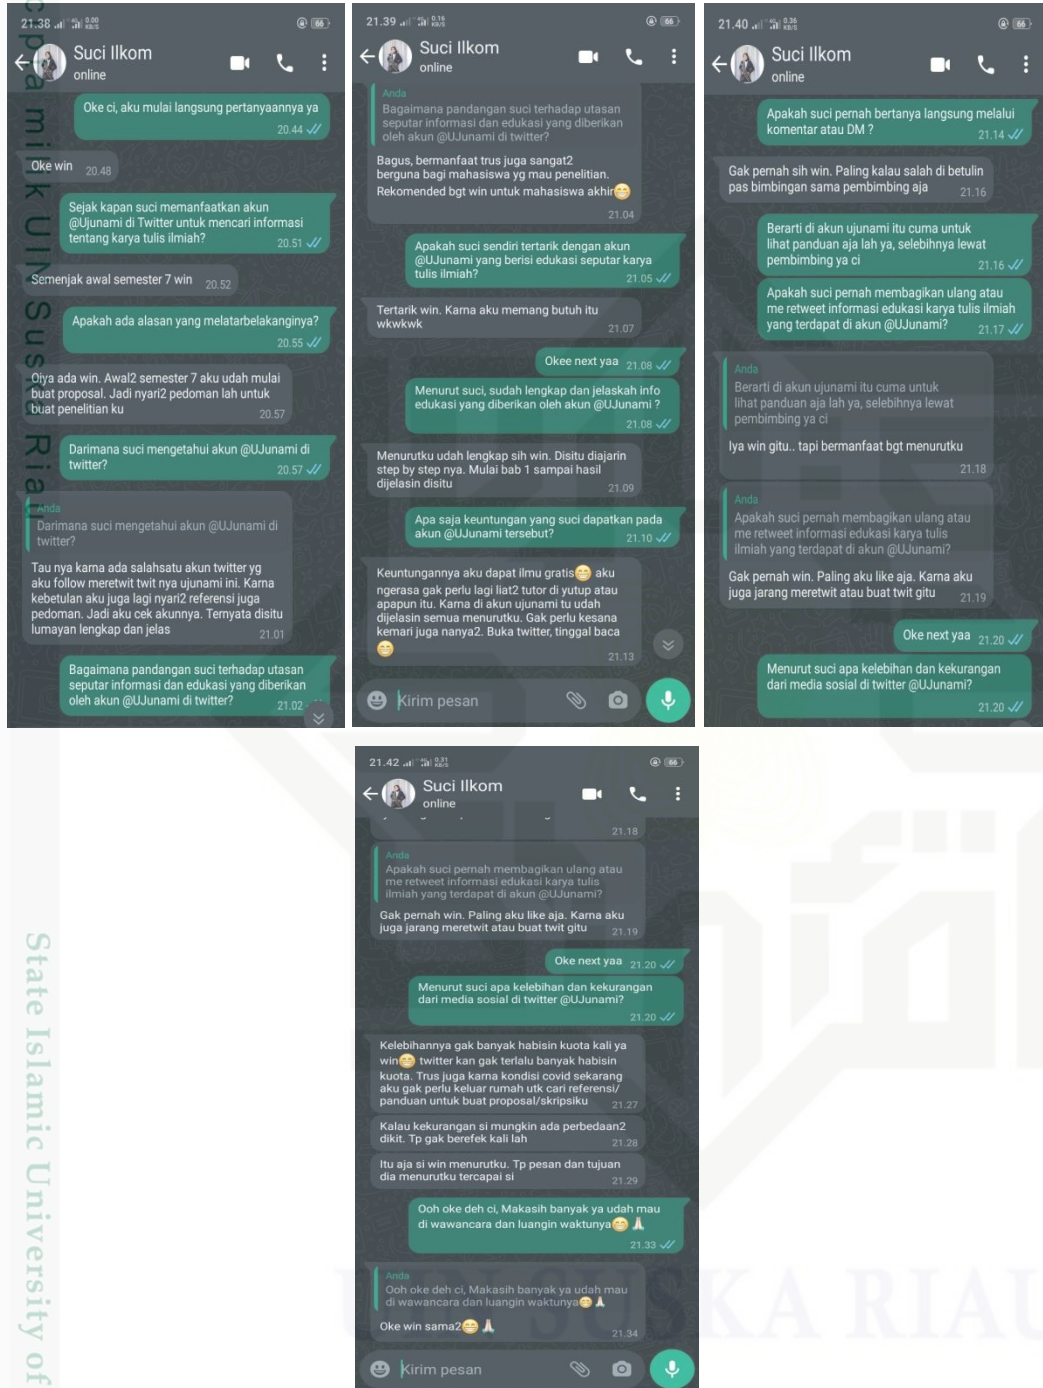 cipta milik UIN Suska Riau
State Islamic University of
UIN SUSKA RIAU
21.38
0.00
KB/S
66
Suci Ilkom
online
Oke ci, aku mulai langsung pertanyaannya ya
20.44
Oke win 20.48
Sejak kapan suci memanfaatkan akun
@Ujunami di Twitter untuk mencari informasi
tentang karya tulis ilmiah?
20.51
Semenjak awal semester 7 win 20.52
Apakah ada alasan yang melatarbelakanginya?
20.55
Oiya ada win. Awal2 semester 7 aku udah mulai
buat proposal. Jadi nyari2 pedoman lah untuk
buat penelitian ku
20.57
Darimana suci mengetahui akun @UJunami di
twitter?
20.57
Anda
Darimana suci mengetahui akun @UJunami di
twitter?
Tau nya karna ada salahsatu akun twitter yg
aku follow meretwit twit nya ujunami ini. Karna
kebetulan aku juga lagi nyari2 referensi juga
pedoman. Jadi aku cek akunnya. Ternyata disitu
lumayan lengkap dan jelas
21.01
Bagaimana pandangan suci terhadap utasan
seputar informasi dan edukasi yang diberikan
oleh akun @UJunami di twitter?
21.02
21.39
0.16
KB/S
66
Suci Ilkom
online
Anda
Bagaimana pandangan suci terhadap utasan
seputar informasi dan edukasi yang diberikan
oleh akun @UJunami di twitter?
Bagus, bermanfaat trus juga sangat2
berguna bagi mahasiswa yg mau penelitian.
Rekomended bgt win untuk mahasiswa akhir😁
21.04
Apakah suci sendiri tertarik dengan akun
@UJunami yang berisi edukasi seputar karya
tulis ilmiah?
21.05
Tertarik win. Karna aku memang butuh itu
wkwkwk
21.07
Okee next yaa 21.08
Menurut suci, sudah lengkap dan jelaskah info
edukasi yang diberikan oleh akun @UJunami ?
21.08
Menurutku udah lengkap sih win. Disitu diajarin
step by step nya. Mulai bab 1 sampai hasil
dijelasin disitu
21.09
Apa saja keuntungan yang suci dapatkan pada
akun @UJunami tersebut?
21.10
Keuntungannya aku dapat ilmu gratis😁 aku
ngerasa gak perlu lagi liat2 tutor di yutup atau
apapun itu. Karna di akun ujunami tu udah
dijelasin semua menurutku. Gak perlu kesana
kemari juga nanya2. Buka twitter, tinggal baca
😁
21.13
Kirim pesan
21.40
0.36
KB/S
66
Suci Ilkom
online
Apakah suci pernah bertanya langsung melalui
komentar atau DM ?
21.14
Gak pernah sih win. Paling kalau salah di betulin
pas bimbingan sama pembimbing aja
21.16
Berarti di akun ujunami itu cuma untuk
lihat panduan aja lah ya, selebihnya lewat
pembimbing ya ci
21.16
Apakah suci pernah membagikan ulang atau
me retweet informasi edukasi karya tulis ilmiah
yang terdapat di akun @UJunami?
21.17
Anda
Berarti di akun ujunami itu cuma untuk
lihat panduan aja lah ya, selebihnya lewat
pembimbing ya ci
Iya win gitu.. tapi bermanfaat bgt menurutku
21.18
Anda
Apakah suci pernah membagikan ulang atau
me retweet informasi edukasi karya tulis
ilmiah yang terdapat di akun @UJunami?
Gak pernah win. Paling aku like aja. Karna aku
juga jarang meretwit atau buat twit gitu
21.19
Oke next yaa 21.20
Menurut suci apa kelebihan dan kekurangan
dari media sosial di twitter @UJunami?
21.20
21.42
0.31
KB/S
66
Suci Ilkom
online
21.18
Anda
Apakah suci pernah membagikan ulang atau
me retweet informasi edukasi karya tulis
ilmiah yang terdapat di akun @UJunami?
Gak pernah win. Paling aku like aja. Karna aku
juga jarang meretwit atau buat twit gitu
21.19
Oke next yaa 21.20
Menurut suci apa kelebihan dan kekurangan
dari media sosial di twitter @UJunami?
21.20
Kelebihannya gak banyak habisin kuota kali ya
win😁 twitter kan gak terlalu banyak habisin
kuota. Trus juga karna kondisi covid sekarang
aku gak perlu keluar rumah utk cari referensi/
panduan untuk buat proposal/skripsiku
21.27
Kalau kekurangan si mungkin ada perbedaan2
dikit. Tp gak berefek kali lah
21.28
Itu aja si win menurutku. Tp pesan dan tujuan
dia menurutku tercapai si
21.29
Ooh oke deh ci, Makasih banyak ya udah mau
di wawancara dan luangin waktunya😁🙏🏻
21.33
Anda
Ooh oke deh ci, Makasih banyak ya udah mau
di wawancara dan luangin waktunya😁🙏🏻
Oke win sama2😁🙏🏻
21.34
Kirim pesan